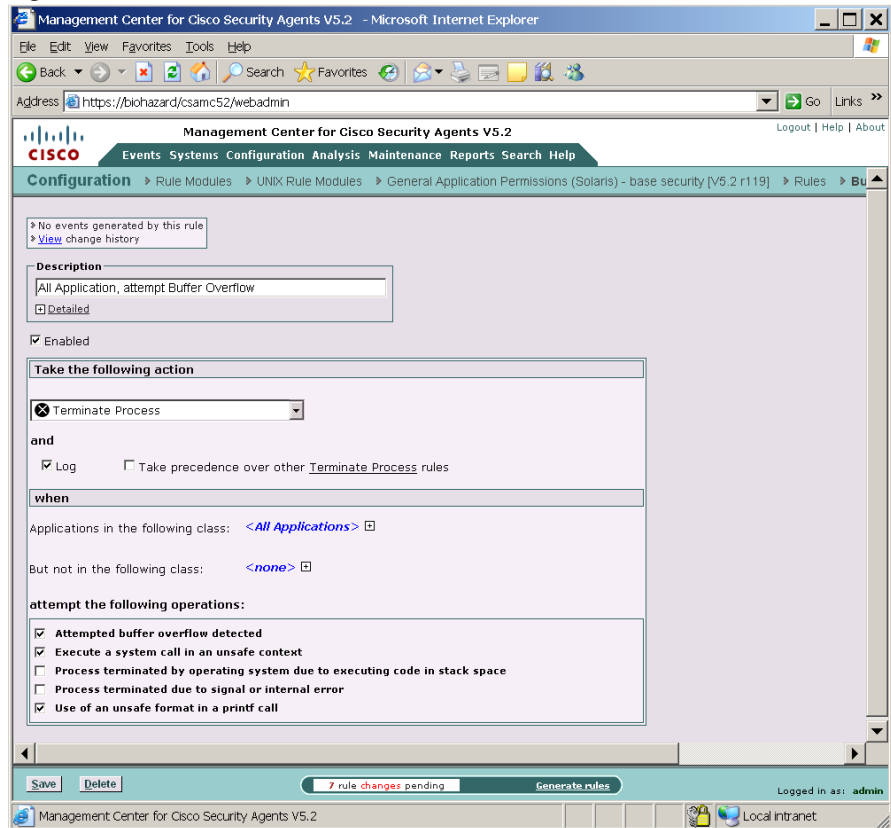 Management Center for Cisco Security Agents V5.2 - Microsoft Internet Explorer
File Edit View Favorites Tools Help
Back Search Favorites
Address https://biohazard/csamc52/webadmin Go Links »
Management Center for Cisco Security Agents V5.2 Logout | Help | About
CISCO Events Systems Configuration Analysis Maintenance Reports Search Help
Configuration Rule Modules UNIX Rule Modules General Application Permissions (Solaris) - base security [V5.2 r119] Rules Bu
No events generated by this rule
View change history
Description
All Application, attempt Buffer Overflow
Detailed
Enabled
Take the following action
Terminate Process
and
Log Take precedence over other Terminate Process rules
when
Applications in the following class: <All Applications>
But not in the following class: <none>
attempt the following operations:
Attempted buffer overflow detected
Execute a system call in an unsafe context
Process terminated by operating system due to executing code in stack space
Process terminated due to signal or internal error
Use of an unsafe format in a printf call
Save Delete 7 rule changes pending Generate rules Logged in as: admin
Management Center for Cisco Security Agents V5.2 Local intranet